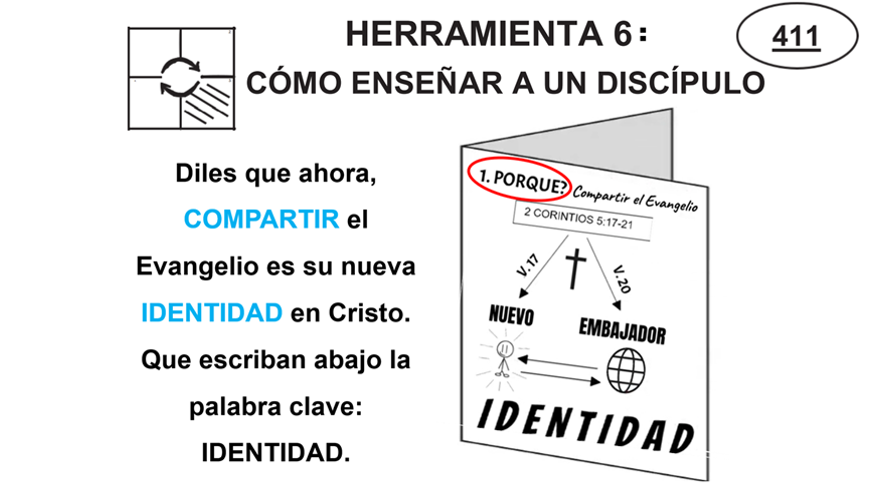 HERRAMIENTA 6:
411
CÓMO ENSEÑAR A UN DISCÍPULO
Diles que ahora,
COMPARTIR el
Evangelio es su nueva
IDENTIDAD en Cristo.
Que escriban abajo la
palabra clave:
IDENTIDAD.
1. PORQUE?
Compartir el Evangelio
2 CORINTIOS 5:17-21
V.17
V.20
NUEVO
EMBAJADOR
IDENTIDAD